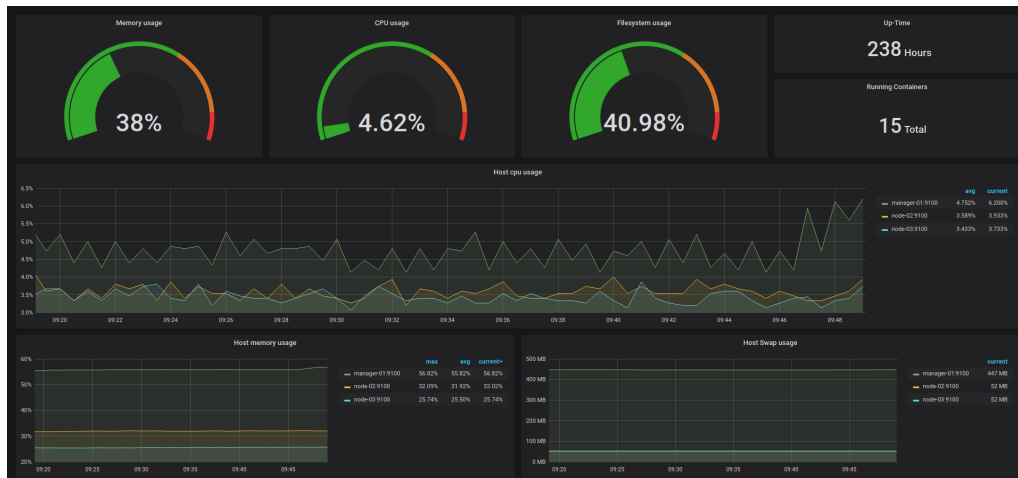 Memory usage
38%
CPU usage
4.62%
Filesystem usage
40.98%
Up-Time
238 Hours
Running Containers
15 Total
Host cpu usage
6.5%
6.0%
5.5%
5.0%
4.5%
4.0%
3.5%
3.0%
09:20 09:22 09:24 09:26 09:28 09:30 09:32 09:34 09:36 09:38 09:40 09:42 09:44 09:46 09:48
avg current
manager-01:9100 4.752% 6.200%
node-02:9100 3.589% 3.933%
node-03:9100 3.433% 3.733%
Host memory usage
60%
50%
40%
30%
20%
09:20 09:25 09:30 09:35 09:40 09:45
max avg current
manager-01:9100 56.82% 55.82% 56.82%
node-02:9100 32.09% 31.92% 32.02%
node-03:9100 25.74% 25.50% 25.74%
Host Swap usage
500 MB
400 MB
300 MB
200 MB
100 MB
0 MB
09:20 09:25 09:30 09:35 09:40 09:45
current
manager-01:9100 447 MB
node-02:9100 52 MB
node-03:9100 52 MB